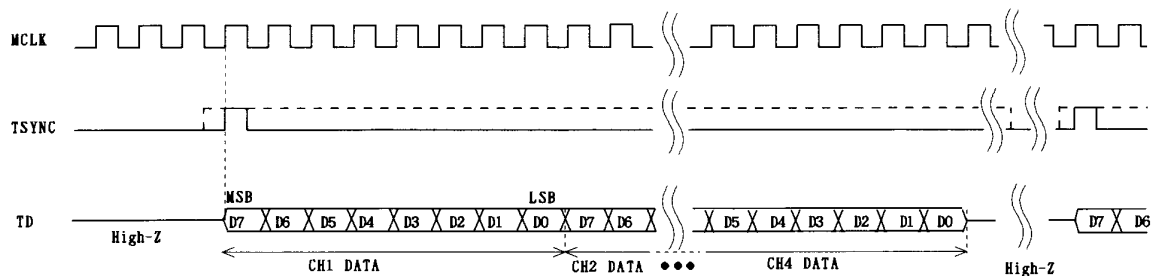 MCLK
TSYNC
MSB LSB
TD D7 D6 D5 D4 D3 D2 D1 D0 D7 D6 D5 D4 D3 D2 D1 D0 D7 D6
High-Z CH1 DATA CH2 DATA ●●● CH4 DATA High-Z